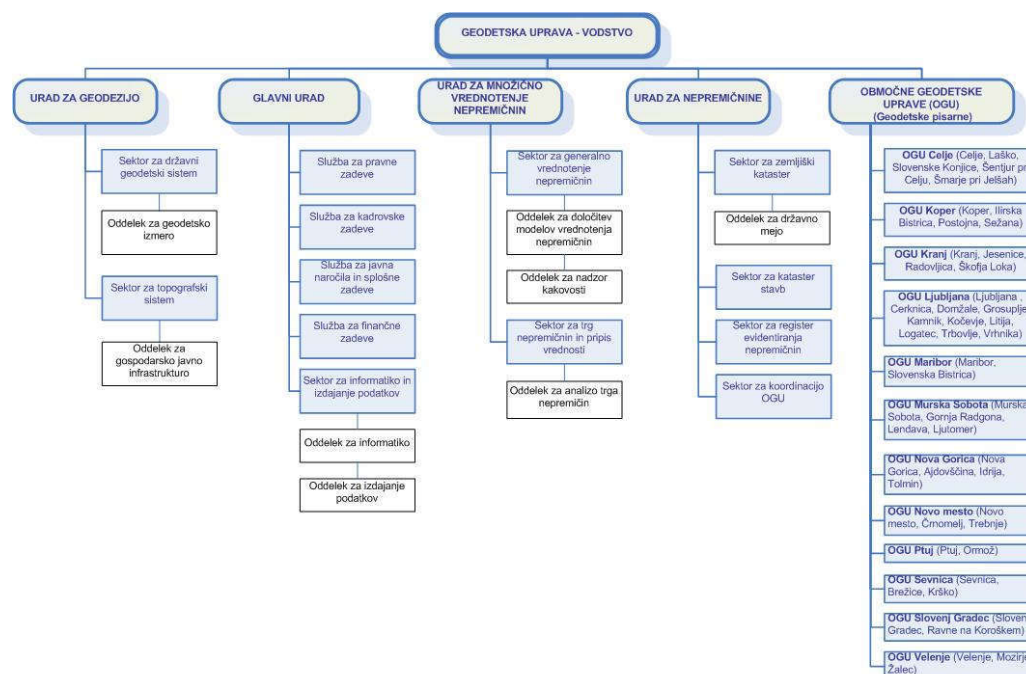 GEODETSKA UPRAVA - VODSTVO
URAD ZA GEODEZIJO
Sektor za državni
geodetski sistem
Oddelek za geodetsko
izmero
Sektor za topografski
sistem
Oddelek za
gospodarsko javno
infrastrukturo
GLAVNI URAD
Služba za pravne
zadeve
Služba za kadrovske
zadeve
Služba za javna
naročila in splošne
zadeve
Služba za finančne
zadeve
Sektor za informatiko in
izdajanje podatkov
Oddelek za informatiko
Oddelek za izdajanje
podatkov
URAD ZA MNOŽIČNO
VREDNOTENJE
NEPREMIČNIN
Sektor za generalno
vrednotenje
nepremičnin
Oddelek za določitev
modelov vrednotenja
nepremičnin
Oddelek za nadzor
kakovosti
Sektor za trg
nepremičnin in pripis
vrednosti
Oddelek za analizo trga
nepremičnin
URAD ZA NEPREMIČNINE
Sektor za zemljiški
kataster
Oddelek za državno
mejo
Sektor za kataster
stavb
Sektor za register
evidentiranja
nepremičnin
Sektor za koordinacijo
OGU
OBMOČNE GEODETSKE
UPRAVE (OGU)
(Geodetske pisarne)
OGU Celje (Celje, Laško,
Slovenske Konjice, Šentjur pri
Celju, Šmarje pri Jelšah)
OGU Koper (Koper, Ilirska
Bistrica, Postojna, Sežana)
OGU Kranj (Kranj, Jesenice,
Radovljica, Škofja Loka)
OGU Ljubljana (Ljubljana ,
Cerknica, Domžale, Grosuplje,
Kamnik, Kočevje, Litija,
Logatec, Trbovlje, Vrhnika)
OGU Maribor (Maribor,
Slovenska Bistrica)
OGU Murska Sobota (Murska
Sobota, Gornja Radgona,
Lendava, Ljutomer)
OGU Nova Gorica (Nova
Gorica, Ajdovščina, Idrija,
Tolmin)
OGU Novo mesto (Novo
mesto, Črnomelj, Trebnje)
OGU Ptuj (Ptuj, Ormož)
OGU Sevnica (Sevnica,
Brežice, Krško)
OGU Slovenj Gradec (Slovenj
Gradec, Ravne na Koroškem)
OGU Velenje (Velenje, Mozirje,
Žalec)